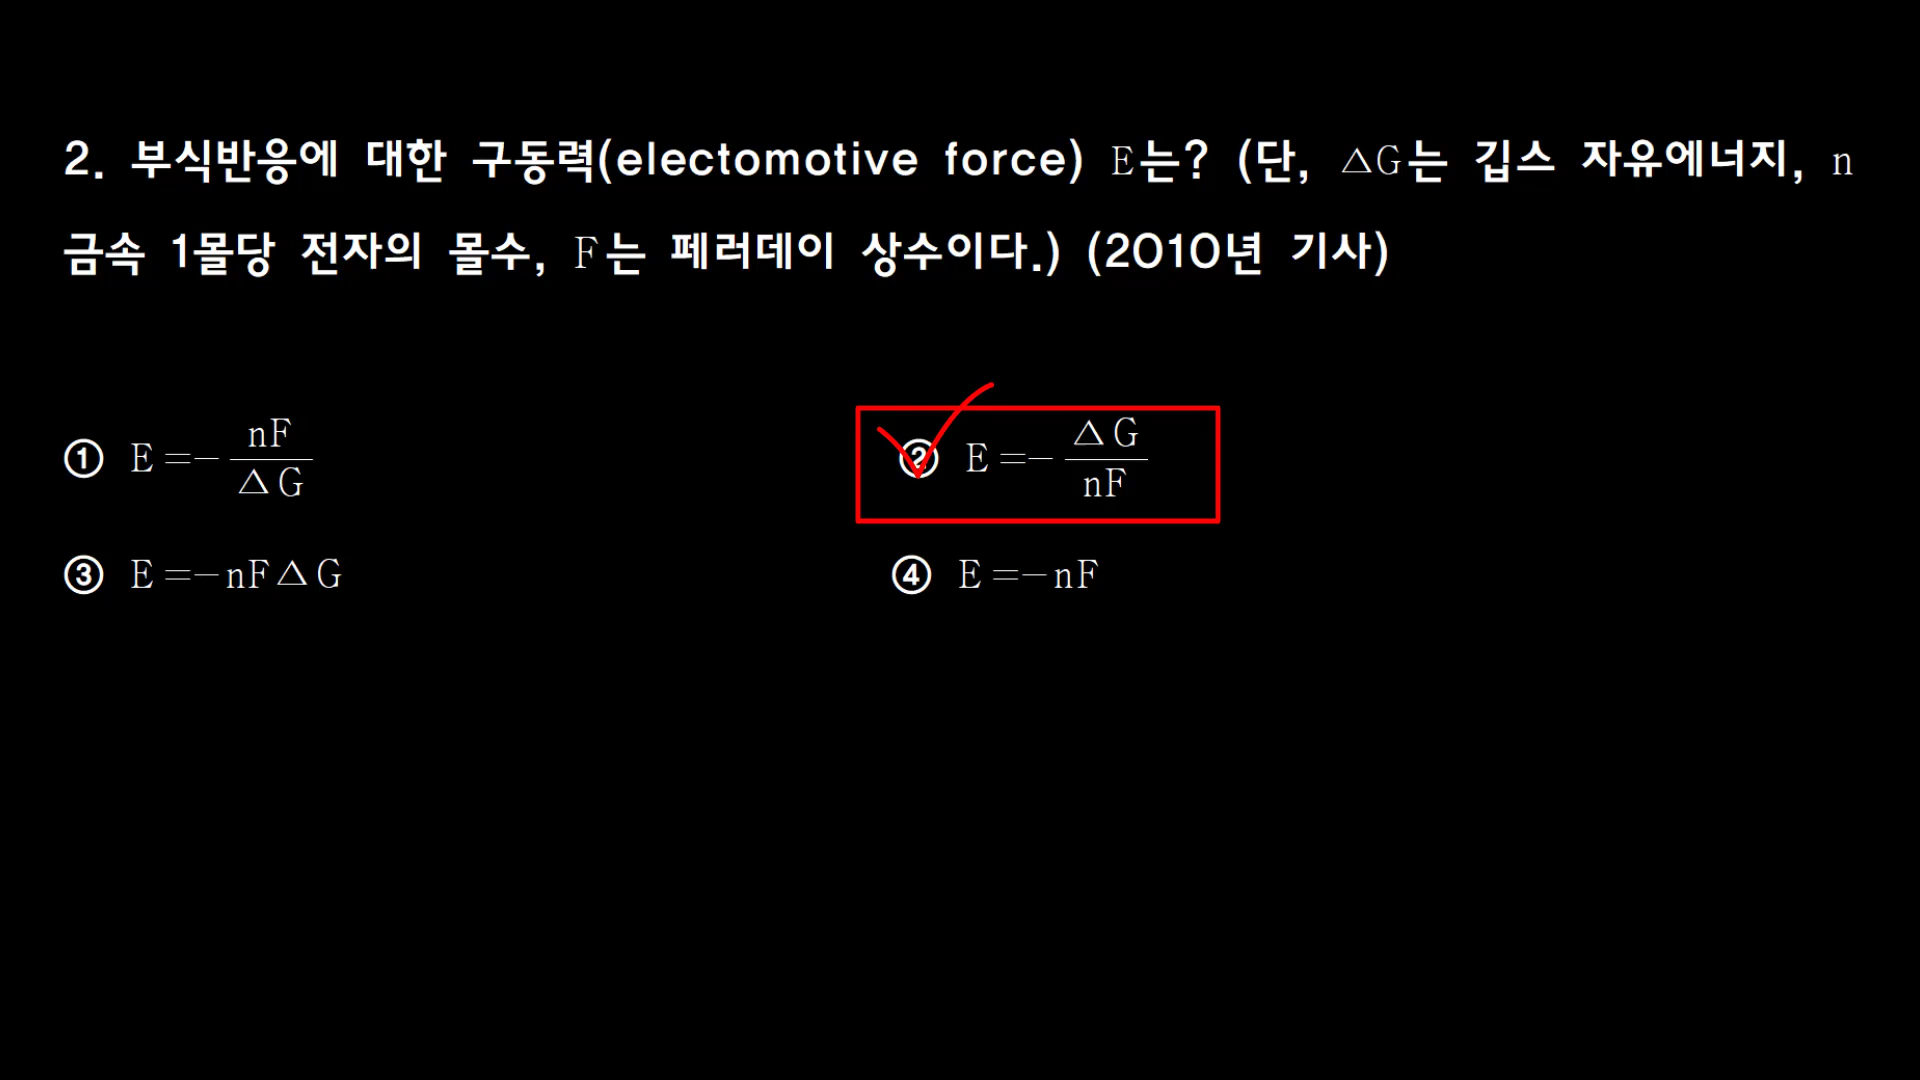 2. 부식반응에 대한 구동력(electomotive force) E는? (단, △G는 깁스 자유에너지, n
금속 1몰당 전자의 몰수, F는 페러데이 상수이다.) (2010년 기사)
① E=-nF/△G ② E=-△G/nF
③ E=-nF△G ④ E=-nF